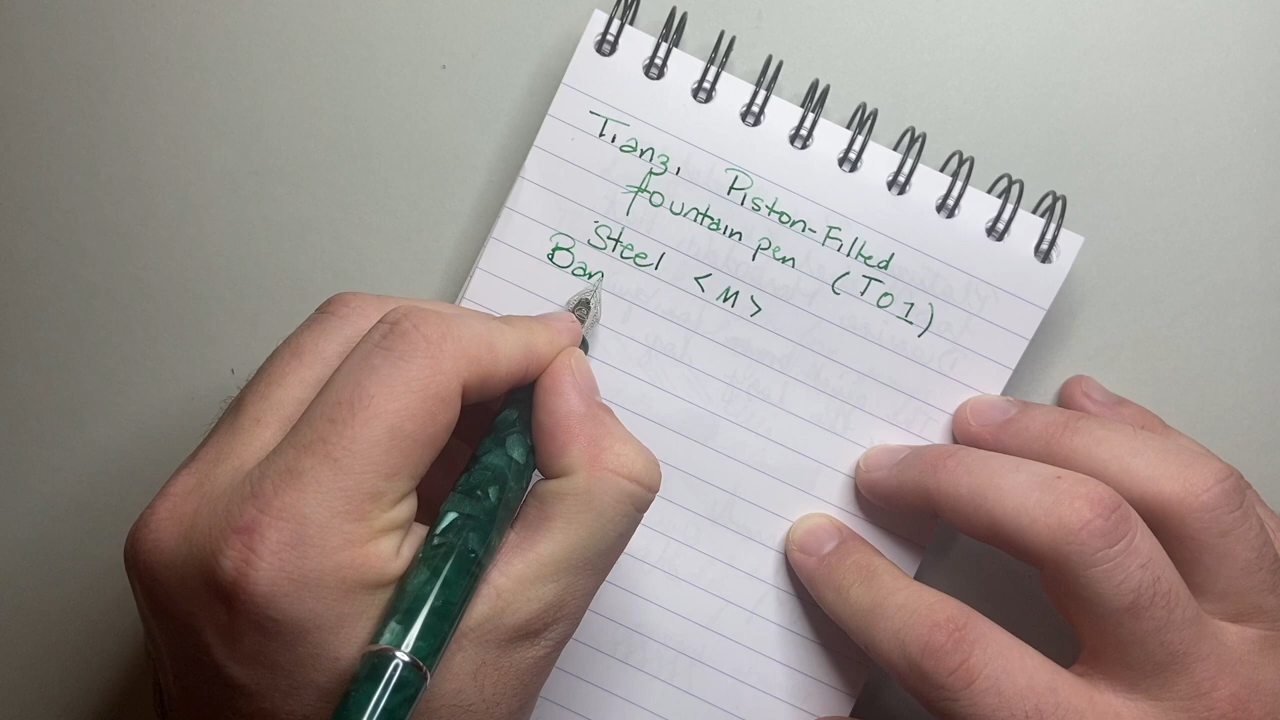 Tianzi Piston-Filled
fountain pen (T01)
Steel <M>
Ban